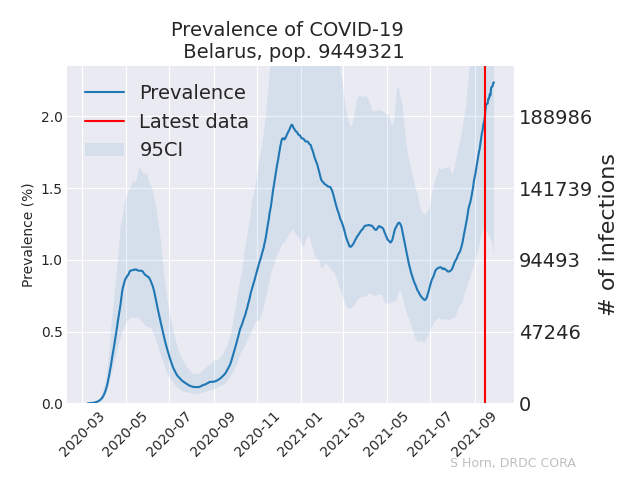 Prevalence of COVID-19
Belarus, pop. 9449321
Prevalence
Latest data
95CI
Prevalence (%)
2.0
1.5
1.0
0.5
0.0
188986
141739
94493
47246
0
# of infections
2020-03
2020-05
2020-07
2020-09
2020-11
2021-01
2021-03
2021-05
2021-07
2021-09
S Horn, DRDC CORA